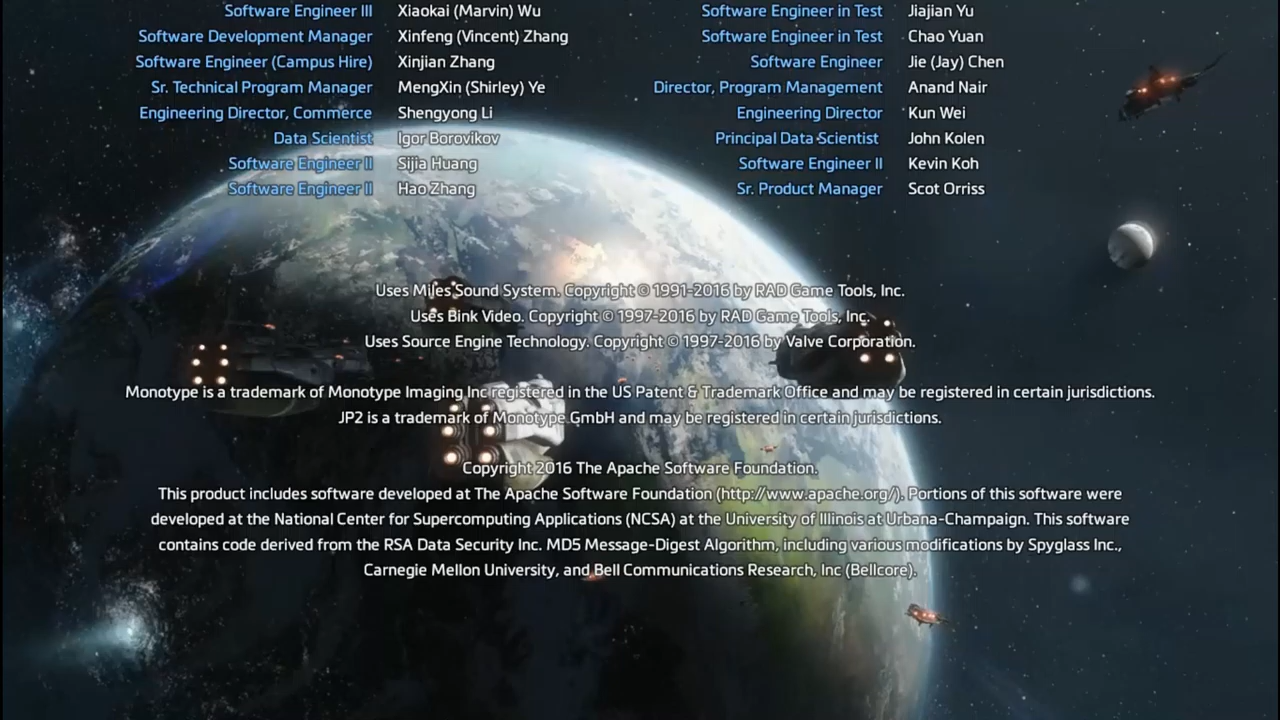 Software Engineer III Xiaokai (Marvin) Wu Software Engineer in Test Jiajian Yu
Software Development Manager Xinfeng (Vincent) Zhang Software Engineer in Test Chao Yuan
Software Engineer (Campus Hire) Xinjian Zhang Software Engineer Jie (Jay) Chen
Sr. Technical Program Manager MengXin (Shirley) Ye Director, Program Management Anand Nair
Engineering Director, Commerce Shengyong Li Engineering Director Kun Wei
Data Scientist Igor Borovikov Principal Data Scientist John Kolen
Software Engineer II Sijia Huang Software Engineer II Kevin Koh
Software Engineer II Hao Zhang Sr. Product Manager Scot Orriss
Uses Miles Sound System. Copyright © 1991-2016 by RAD Game Tools, Inc.
Uses Bink Video. Copyright © 1997-2016 by RAD Game Tools, Inc.
Uses Source Engine Technology. Copyright © 1997-2016 by Valve Corporation.
Monotype is a trademark of Monotype Imaging Inc registered in the US Patent & Trademark Office and may be registered in certain jurisdictions.
JP2 is a trademark of Monotype GmbH and may be registered in certain jurisdictions.
Copyright 2016 The Apache Software Foundation.
This product includes software developed at The Apache Software Foundation (http://www.apache.org/). Portions of this software were
developed at the National Center for Supercomputing Applications (NCSA) at the University of Illinois at Urbana-Champaign. This software
contains code derived from the RSA Data Security Inc. MD5 Message-Digest Algorithm, including various modifications by Spyglass Inc.,
Carnegie Mellon University, and Bell Communications Research, Inc (Bellcore).